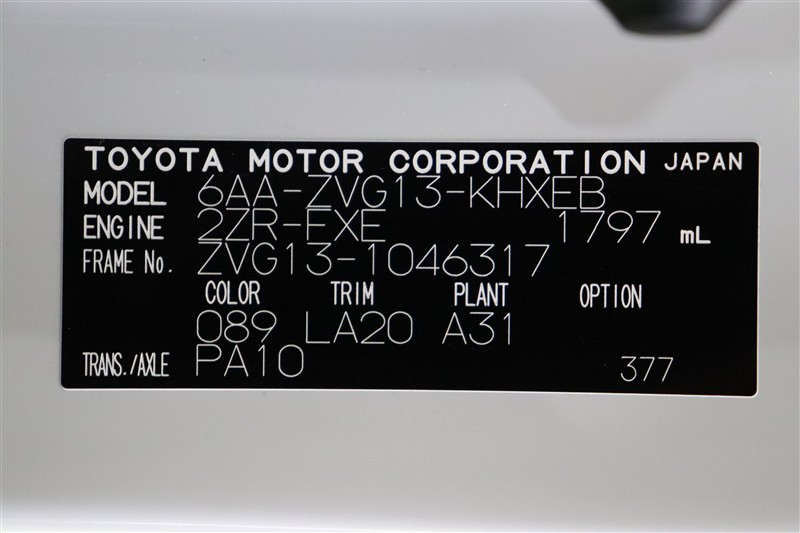 TOYOTA MOTOR CORPORATION JAPAN
MODEL 6AA-ZVG13-KHXEB
ENGINE 2ZR-FXE 1797 mL
FRAME No. ZVG13-1046317
COLOR TRIM PLANT OPTION
089 LA20 A31
TRANS./AXLE PA10 377